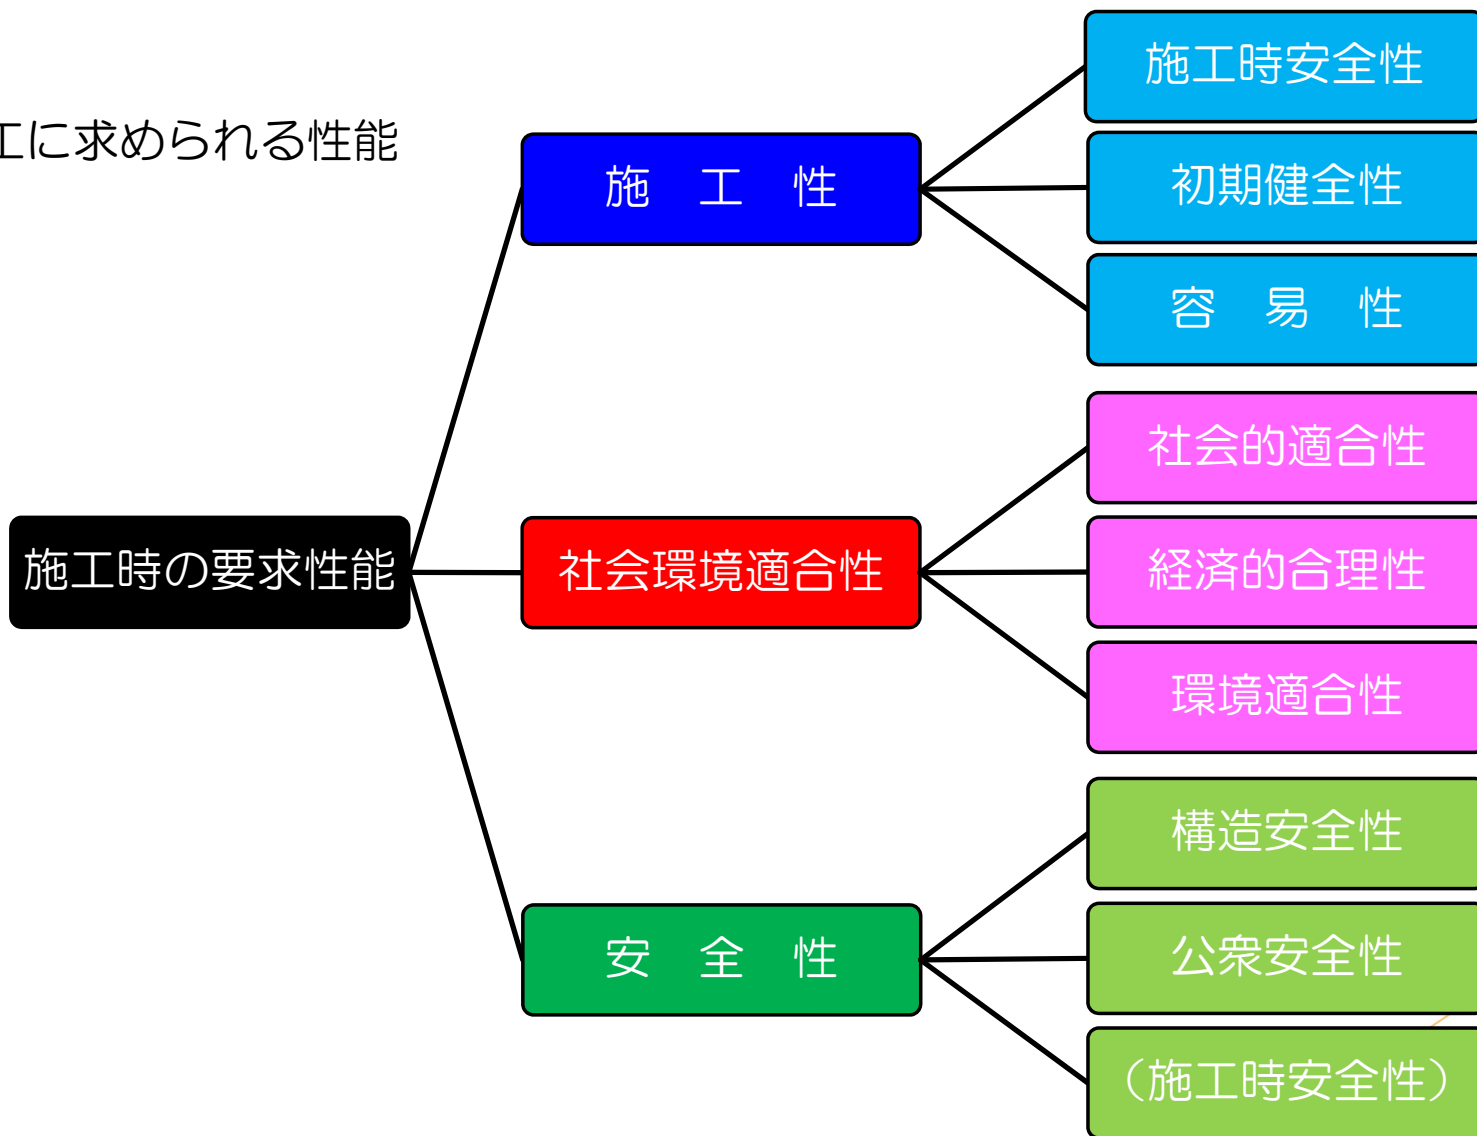 工に求められる性能
施工時の要求性能
施　工　性
施工時安全性
初期健全性
容　易　性
社会環境適合性
社会的適合性
経済的合理性
環境適合性
安　全　性
構造安全性
公衆安全性
（施工時安全性）